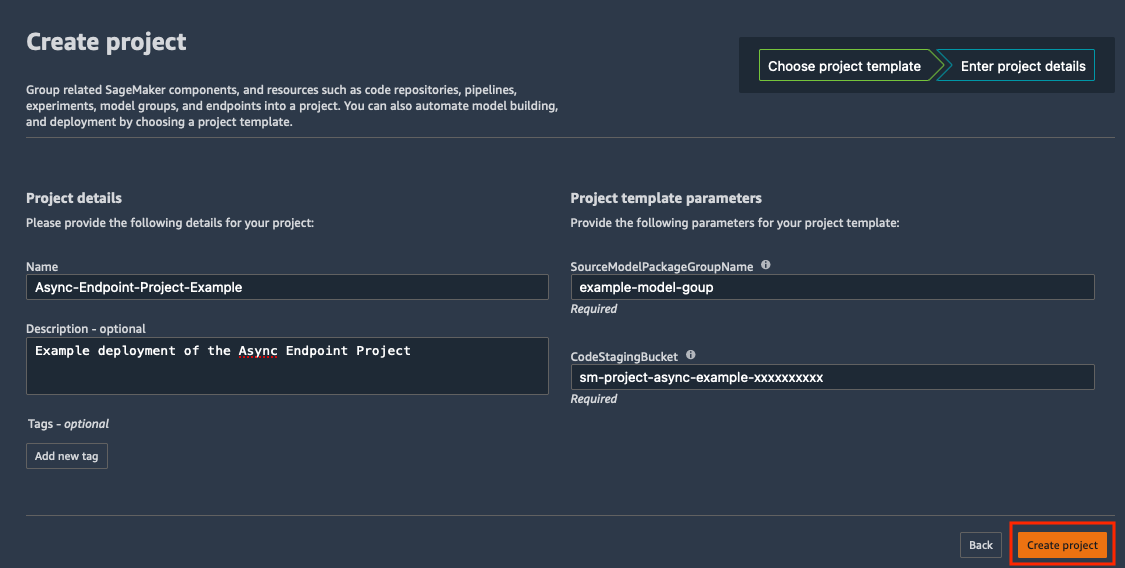 Create project
Choose project template
Enter project details
Group related SageMaker components, and resources such as code repositories, pipelines,
experiments, model groups, and endpoints into a project. You can also automate model building,
and deployment by choosing a project template.
Project details
Please provide the following details for your project:
Name
Async-Endpoint-Project-Example
Description - optional
Example deployment of the Async Endpoint Project
Tags - optional
Add new tag
Project template parameters
Provide the following parameters for your project template:
SourceModelPackageGroupName
example-model-goup
Required
CodeStagingBucket
sm-project-async-example-xxxxxxxxxx
Required
Back
Create project